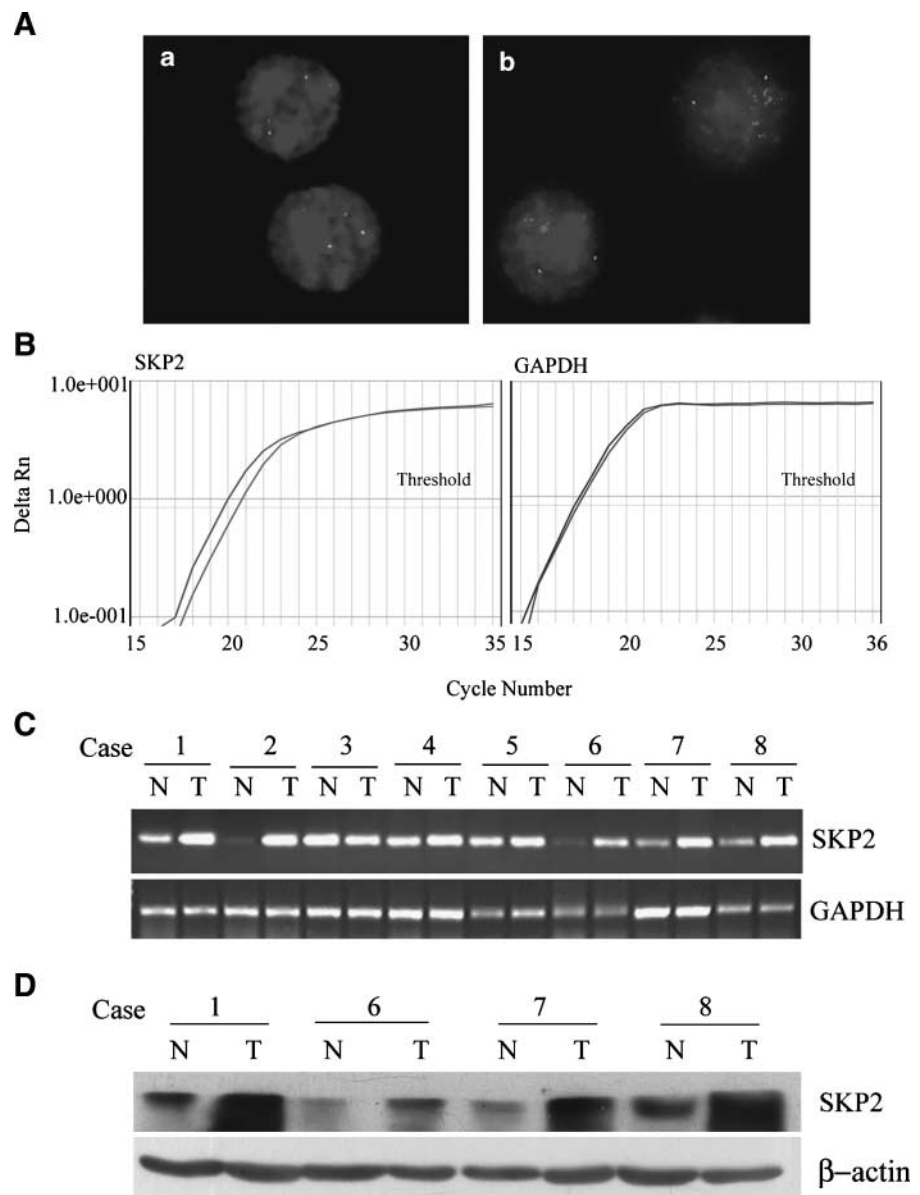 A
a b
B
SKP2 GAPDH
1.0e+001
Threshold Threshold
1.0e+000
Delta Rn
1.0e-001
15 20 25 30 35 15 20 25 30 36
Cycle Number
C
Case 1 2 3 4 5 6 7 8
N T N T N T N T N T N T N T N T
SKP2
GAPDH
D
Case 1 6 7 8
N T N T N T N T
SKP2
β–actin